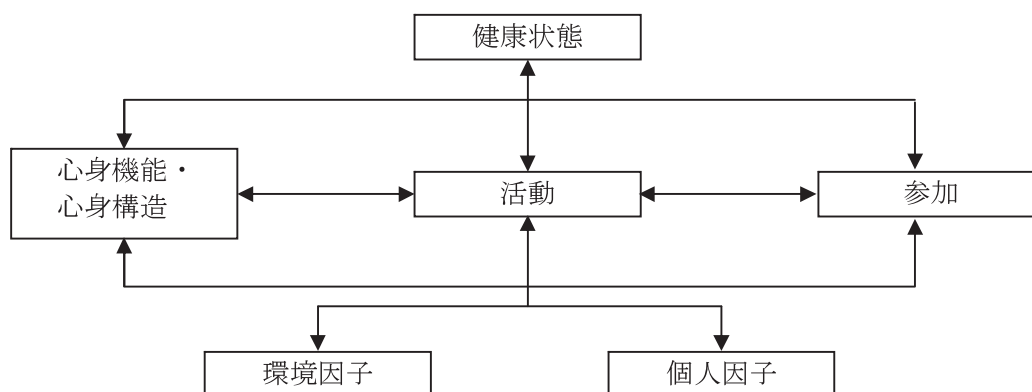 健康状態
心身機能・
心身構造
活動
参加
環境因子
個人因子